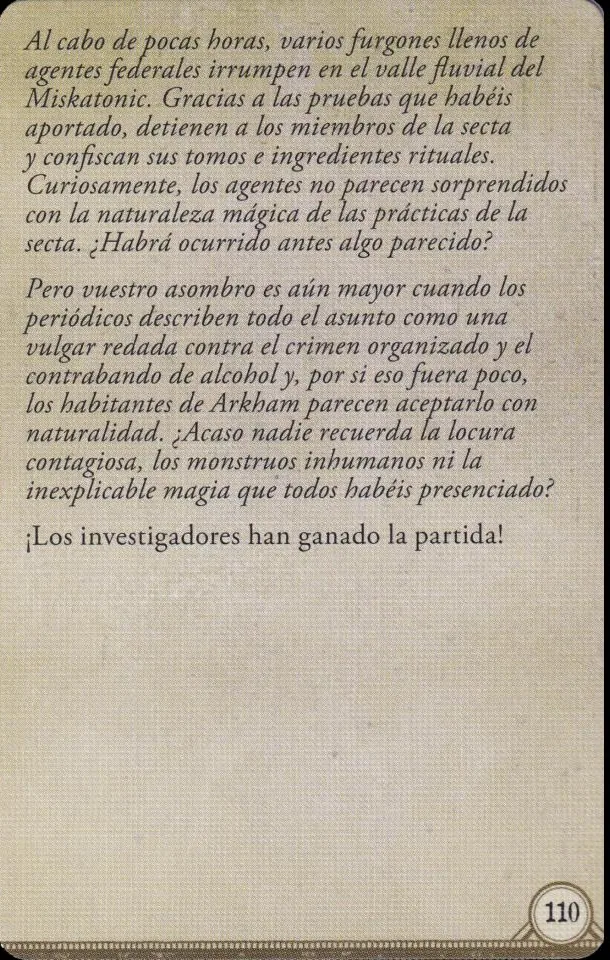 Al cabo de pocas horas, varios furgones llenos de
agentes federales irrumpen en el valle fluvial del
Miskatonic. Gracias a las pruebas que habéis
aportado, detienen a los miembros de la secta
y confiscan sus tomos e ingredientes rituales.
Curiosamente, los agentes no parecen sorprendidos
con la naturaleza mágica de las prácticas de la
secta. ¿Habrá ocurrido antes algo parecido?
Pero vuestro asombro es aún mayor cuando los
periódicos describen todo el asunto como una
vulgar redada contra el crimen organizado y el
contrabando de alcohol y, por si eso fuera poco,
los habitantes de Arkham parecen aceptarlo con
naturalidad. ¿Acaso nadie recuerda la locura
contagiosa, los monstruos inhumanos ni la
inexplicable magia que todos habéis presenciado?
¡Los investigadores han ganado la partida!
110